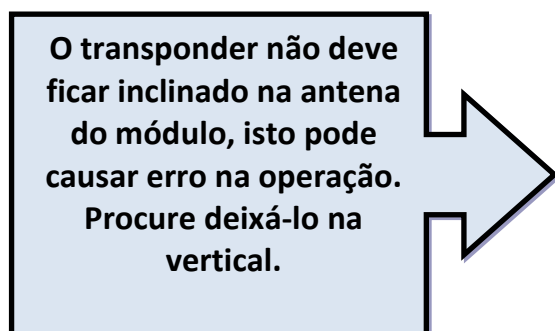 O transponder não deve
ficar inclinado na antena
do módulo, isto pode
causar erro na operação.
Procure deixá-lo na
vertical.